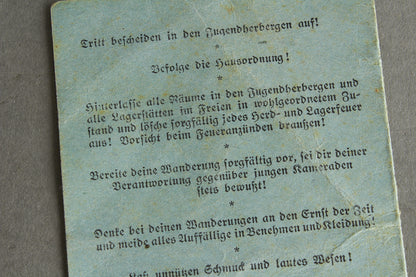 Tritt bescheiden in den Jugendherbergen auf!
*
Befolge die Hausordnung!
*
Hinterlasse alle Räume in den Jugendherbergen und
alle Lagerstätten im Freien in wohlgeordnetem Zu-
stand und lösche sorgfältig jedes Herd- und Lagerfeuer
aus! Vorsicht beim Feueranzünden draußen!
*
Bereite deine Wanderung sorgfältig vor, sei dir deiner
Verantwortung gegenüber jungen Kameraden
stets bewußt!
*
Denke bei deinen Wanderungen an den Ernst der Zeit
und meide alles Auffällige in Benehmen und Kleidung!
*
unnützen Schmuck und lautes Wesen!